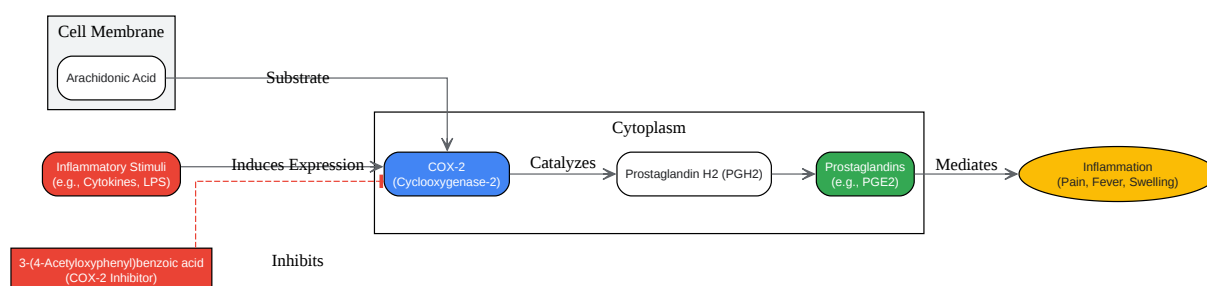 Cell Membrane
Arachidonic Acid
Substrate
Cytoplasm
Inflammatory Stimuli
(e.g., Cytokines, LPS)
Induces Expression
COX-2
(Cyclooxygenase-2)
Catalyzes
Prostaglandin H2 (PGH2)
Prostaglandins
(e.g., PGE2)
Mediates
Inflammation
(Pain, Fever, Swelling)
3-(4-Acetyloxyphenyl)benzoic acid
(COX-2 Inhibitor)
Inhibits